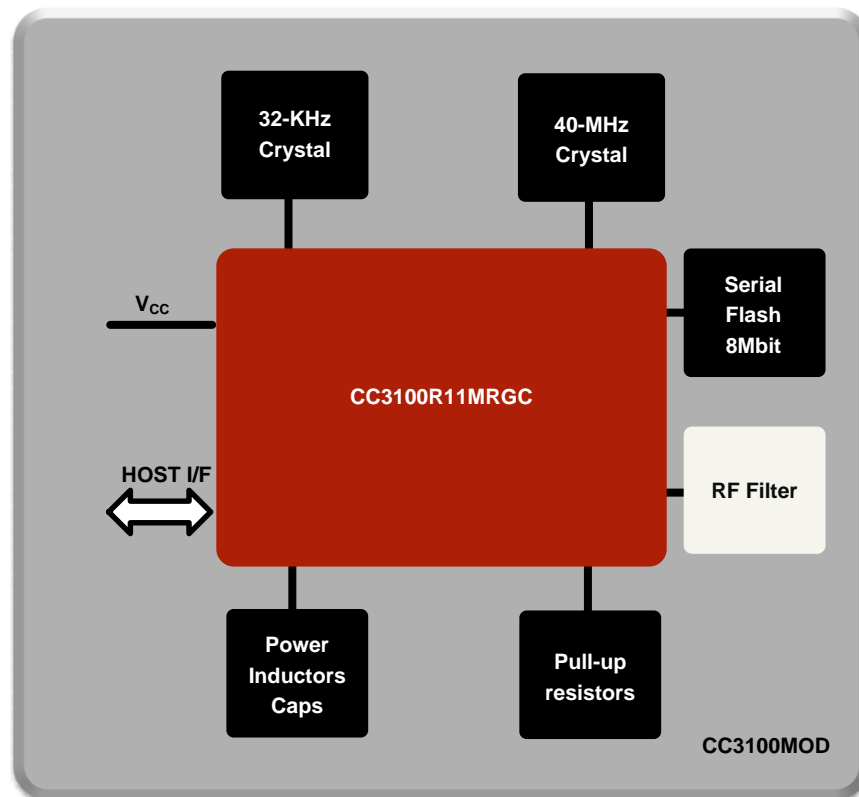 32-KHz
Crystal
40-MHz
Crystal
VCC
Serial
Flash
8Mbit
CC3100R11MRGC
HOST I/F
RF Filter
Power
Inductors
Caps
Pull-up
resistors
CC3100MOD